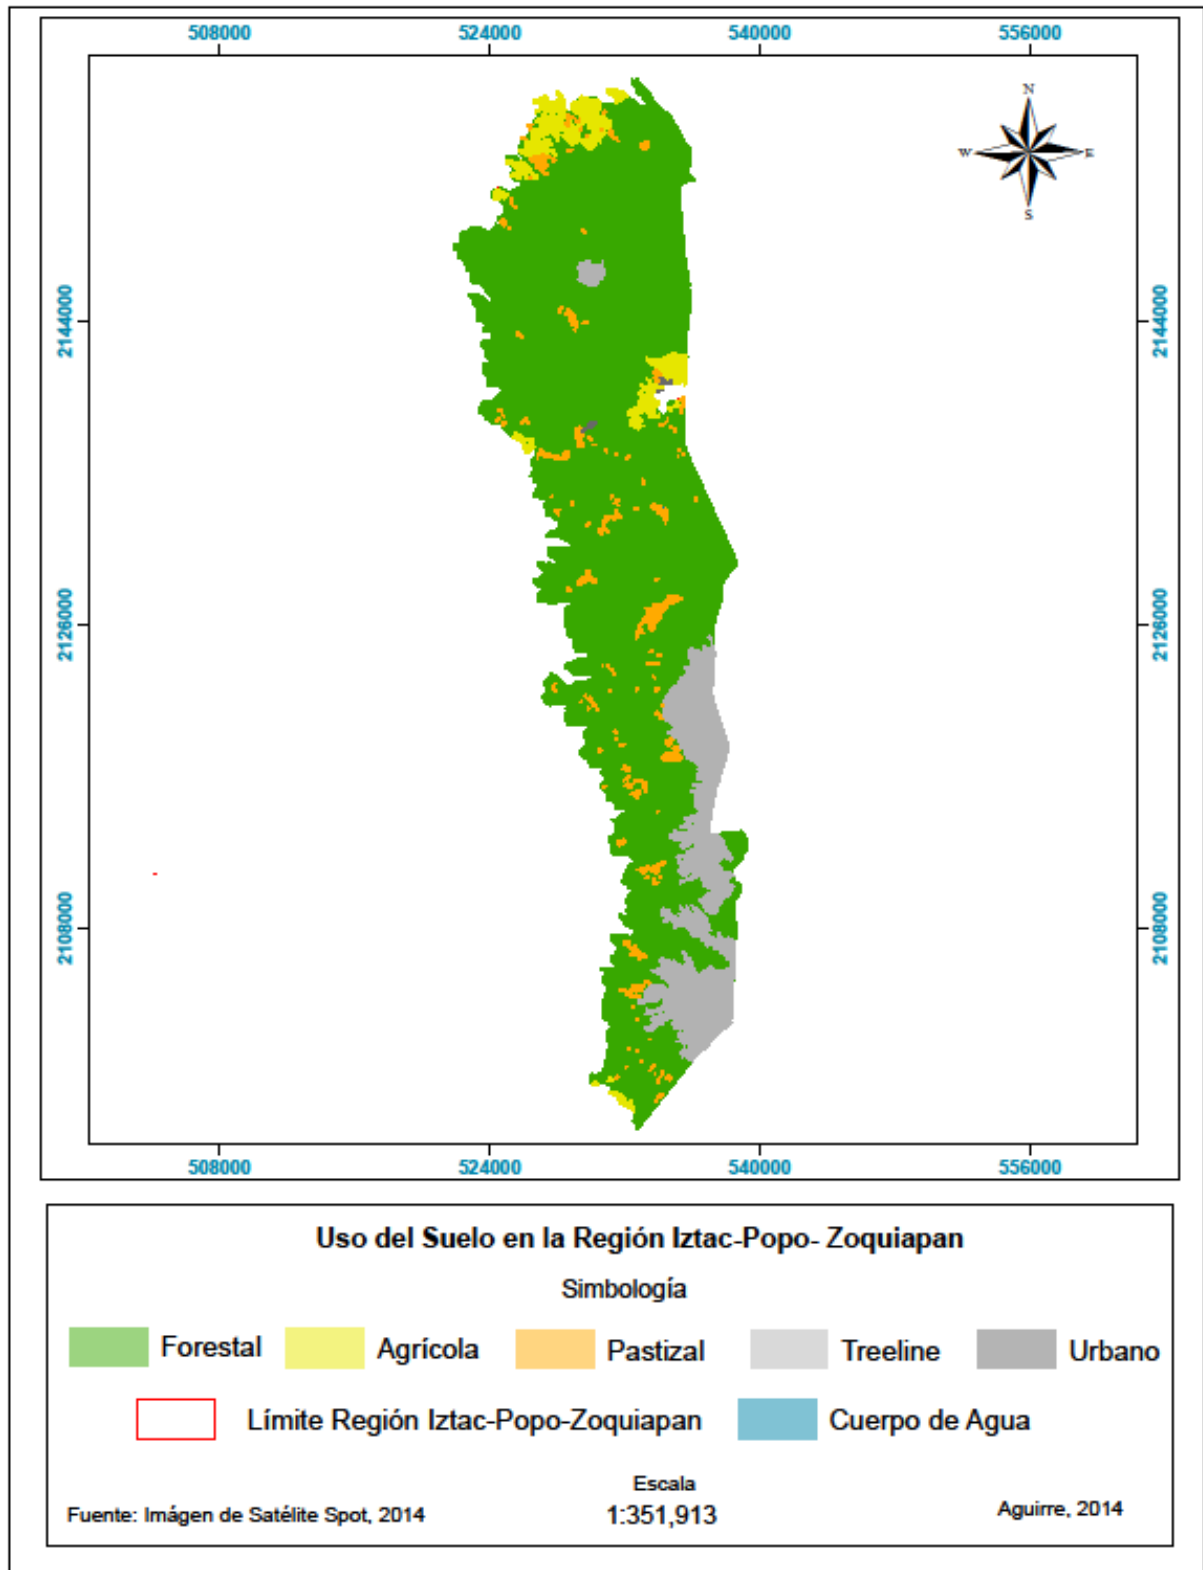 508000 524000 540000 556000
N
W E
S
2144000 2144000
2126000 2126000
2108000 2108000
508000 524000 540000 556000
Uso del Suelo en la Región Iztac-Popo- Zoquiapan
Simbología
Forestal Agrícola Pastizal Treeline Urbano
Límite Región Iztac-Popo-Zoquiapan Cuerpo de Agua
Escala
Fuente: Imágen de Satélite Spot, 2014 1:351,913 Aguirre, 2014